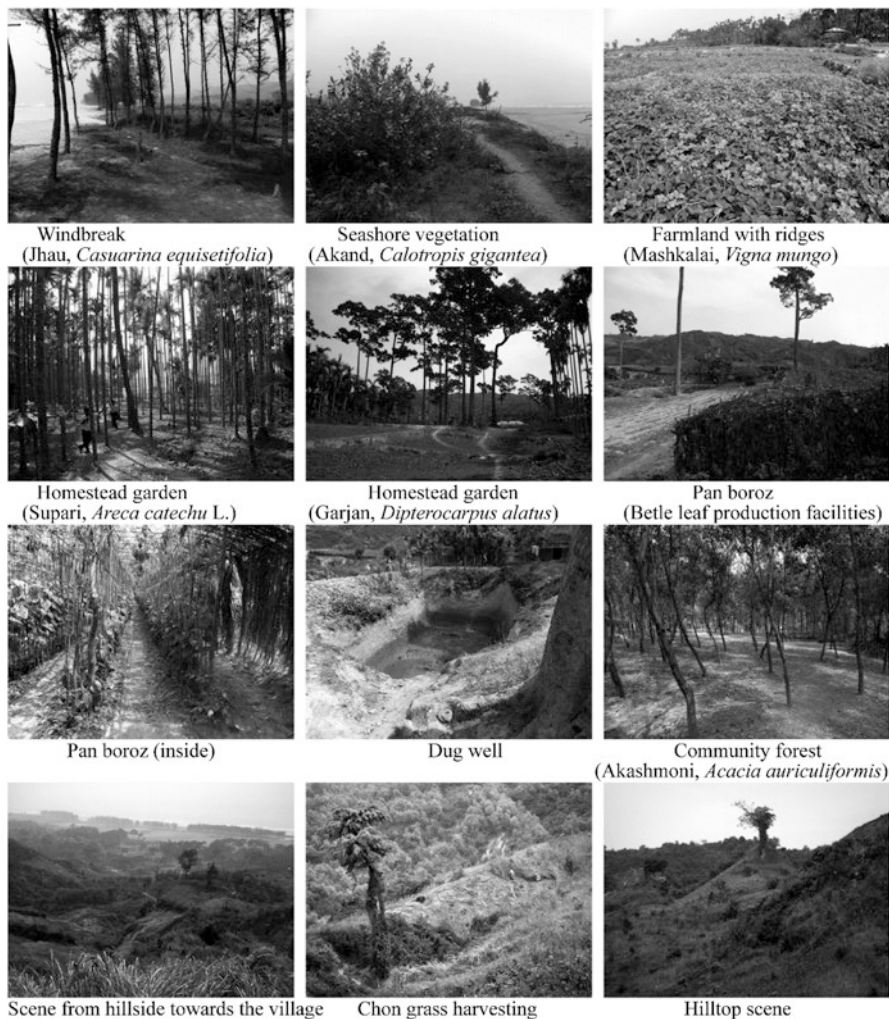 Windbreak
(Jhau, Casuarina equisetifolia)
Seashore vegetation
(Akand, Calotropis gigantea)
Farmland with ridges
(Mashkalai, Vigna mungo)
Homestead garden
(Supari, Areca catechu L.)
Homestead garden
(Garjan, Dipterocarpus alatus)
Pan boroz
(Betle leaf production facilities)
Pan boroz (inside)
Dug well
Community forest
(Akashmoni, Acacia auriculiformis)
Scene from hillside towards the village
Chon grass harvesting
Hilltop scene